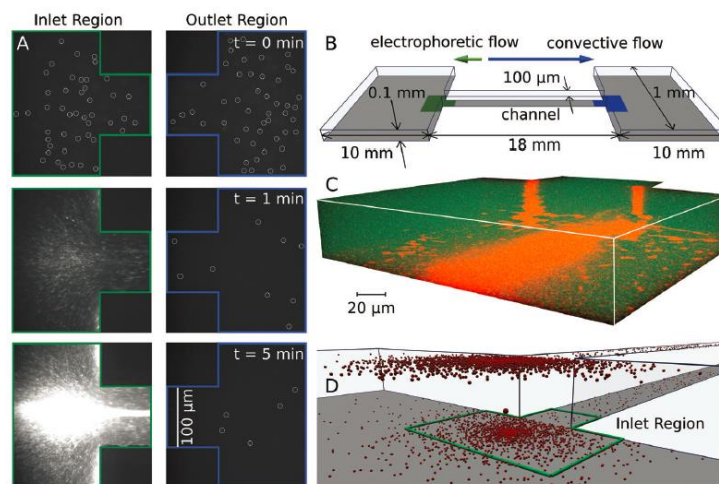 Inlet Region
Outlet Region
A
t = 0 min
t = 1 min
t = 5 min
100 μm
B
electrophoretic flow
convective flow
100 μm
0.1 mm
1 mm
channel
10 mm
18 mm
10 mm
C
20 μm
D
Inlet Region